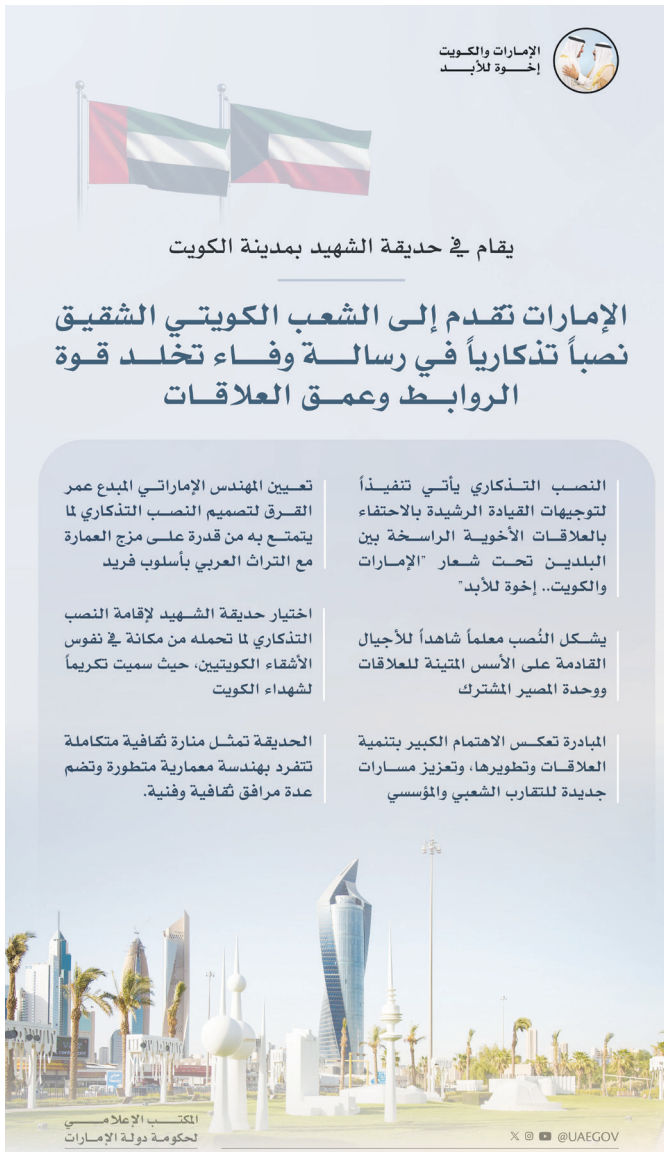 الإمارات والكويت
إخوة للأبد
يقام في حديقة الشهيد بمدينة الكويت
الإمارات تقدم إلى الشعب الكويتي الشقيق
نصباً تذكارياً في رسالة وفاء تخلد قوة
الروابط وعمق العلاقات
النصب التذكاري يأتي تنفيذاً
لتوجيهات القيادة الرشيدة بالاحتفاء
بالعلاقات الأخوية الراسخة بين
البلدين تحت شعار "الإمارات
والكويت.. إخوة للأبد"
تعيين المهندس الإماراتي المبدع عمر
القرق لتصميم النصب التذكاري لما
يتمتع به من قدرة على مزج العمارة
مع التراث العربي بأسلوب فريد
يشكل النُصب معلماً شاهداً للأجيال
القادمة على الأسس المتينة للعلاقات
ووحدة المصير المشترك
اختيار حديقة الشهيد لإقامة النصب
التذكاري لما تحمله من مكانة في نفوس
الأشقاء الكويتيين، حيث سميت تكريماً
لشهداء الكويت
المبادرة تعكس الاهتمام الكبير بتنمية
العلاقات وتطويرها، وتعزيز مسارات
جديدة للتقارب الشعبي والمؤسسي
الحديقة تمثل منارة ثقافية متكاملة
تتفرد بهندسة معمارية متطورة وتضم
عدة مرافق ثقافية وفنية.
المكتب الإعلامي
لحكومة دولة الإمارات
@UAEGOV